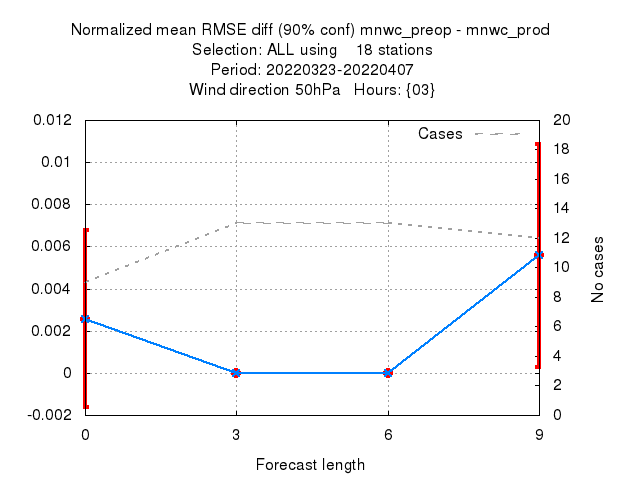 Normalized mean RMSE diff (90% conf) mnwc_preop - mnwc_prod
Selection: ALL using    18 stations
Period: 20220323-20220407
Wind direction 50hPa   Hours: {03}
0.012
0.01
0.008
0.006
0.004
0.002
0
-0.002
Cases
20
18
16
14
12
10
8
6
4
2
0
No cases
0 3 6 9
Forecast length